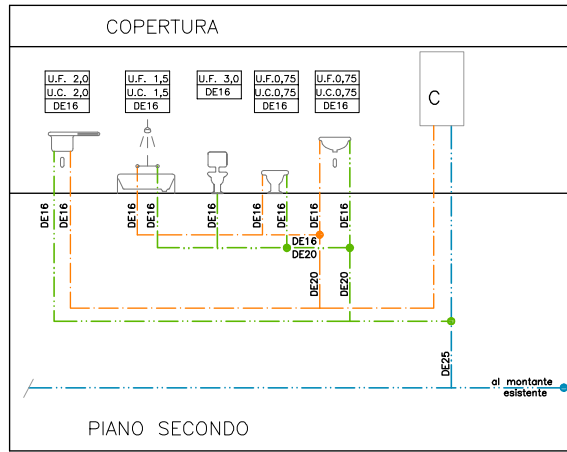 COPERTURA
U.F. 2,0
U.C. 2,0
DE16
U.F. 1,5
U.C. 1,5
DE16
U.F. 3,0
DE16
U.F.0,75
U.C.0,75
DE16
U.F.0,75
U.C.0,75
DE16
C
DE16
DE16
DE16
DE16
DE16
DE16
DE16
DE16
DE16
DE16
DE20
DE20
DE20
DE25
al montante
esistente
PIANO SECONDO